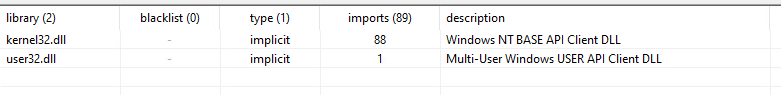 library (2) blacklist (0) type (1) imports (89) description
kernel32.dll - implicit 88 Windows NT BASE API Client DLL
user32.dll - implicit 1 Multi-User Windows USER API Client DLL